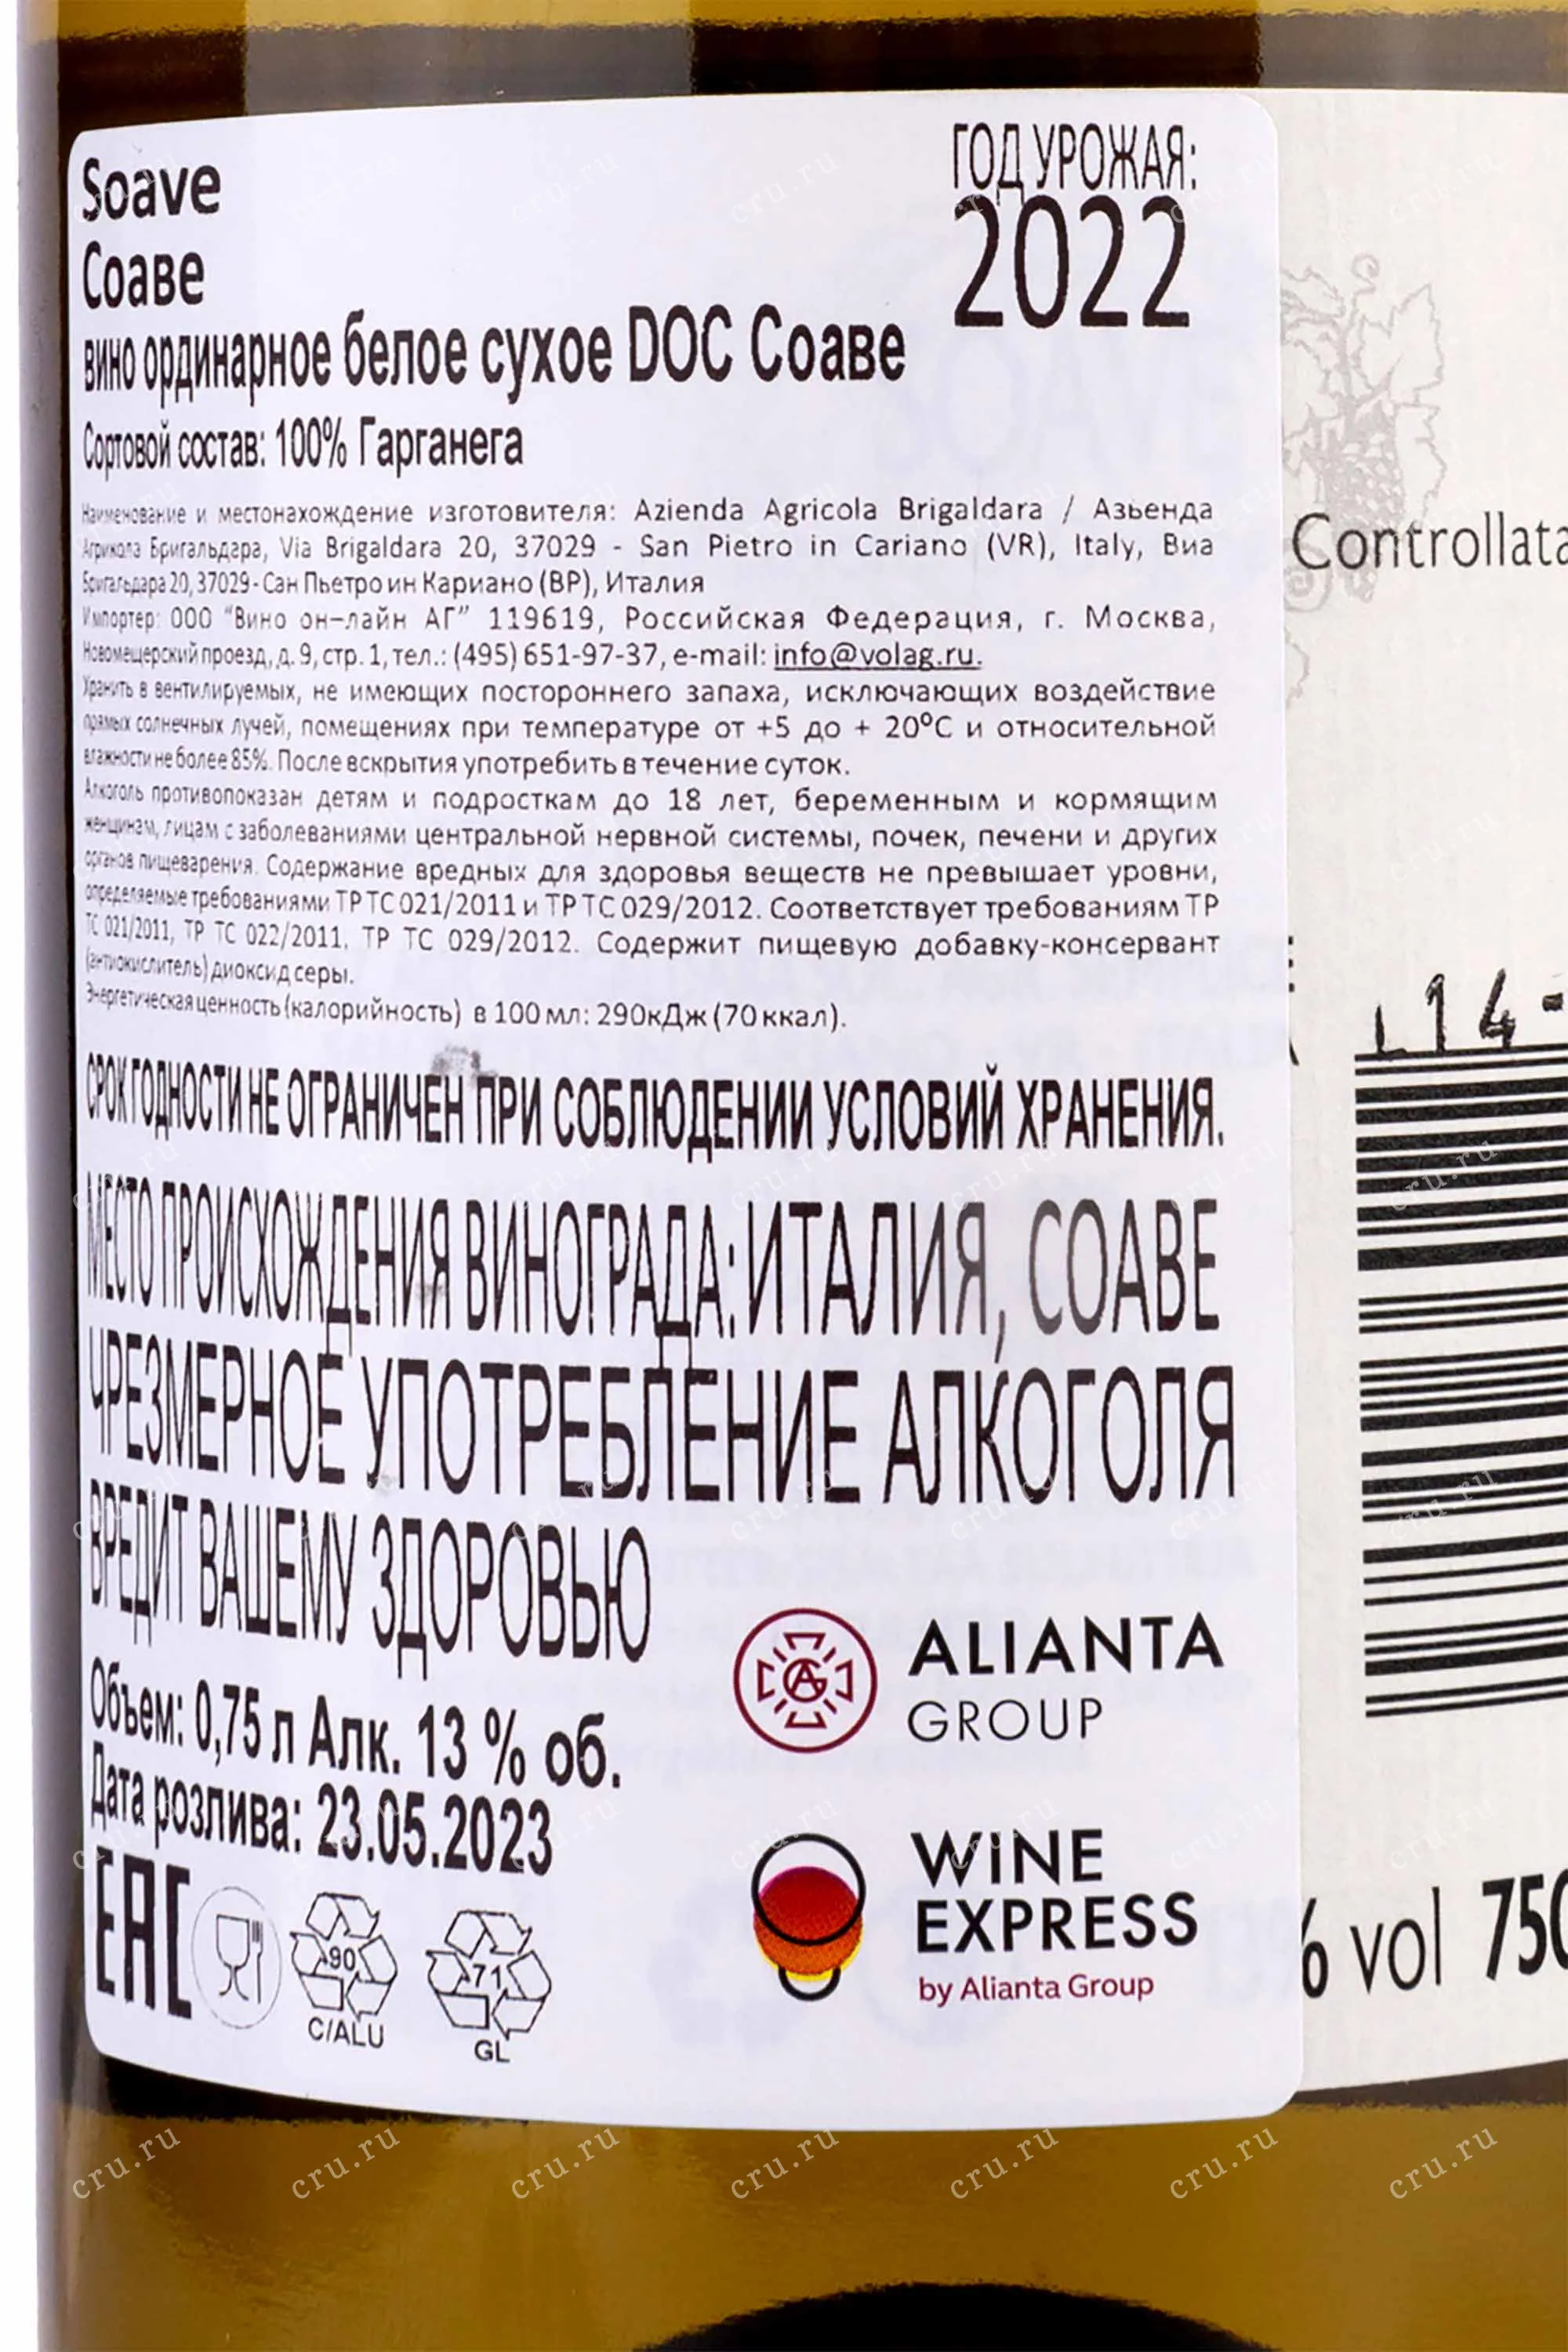 Soave
Соаве
вино ординарное белое сухое DOC Соаве
Сортовой состав: 100% Гарганега
ГОД УРОЖАЯ:
2022
Наименование и местонахождение изготовителя: Azienda Agricola Brigaldara / Азьенда
Агрикола Бригальдара, Via Brigaldara 20, 37029 - San Pietro in Cariano (VR), Italy, Виа
Бригальдара 20, 37029 - Сан Пьетро ин Кариано (ВР), Италия
Импортер: ООО “Вино он–лайн АГ” 119619, Российская Федерация, г. Москва,
Новомещерский проезд, д. 9, стр. 1, тел.: (495) 651-97-37, e-mail: info@volag.ru.
Хранить в вентилируемых, не имеющих постороннего запаха, исключающих воздействие
прямых солнечных лучей, помещениях при температуре от +5 до + 20ºС и относительной
влажности не более 85%. После вскрытия употребить в течение суток.
Алкоголь противопоказан детям и подросткам до 18 лет, беременным и кормящим
женщинам, лицам с заболеваниями центральной нервной системы, почек, печени и других
органов пищеварения. Содержание вредных для здоровья веществ не превышает уровни,
определяемые требованиями ТР ТС 021/2011 и ТР ТС 029/2012. Соответствует требованиям ТР
ТС 021/2011, ТР ТС 022/2011, ТР ТС 029/2012. Содержит пищевую добавку-консервант
(антиокислитель) диоксид серы.
Энергетическая ценность (калорийность) в 100 мл: 290кДж (70 ккал).
СРОК ГОДНОСТИ НЕ ОГРАНИЧЕН ПРИ СОБЛЮДЕНИИ УСЛОВИЙ ХРАНЕНИЯ.
МЕСТО ПРОИСХОЖДЕНИЯ ВИНОГРАДА: ИТАЛИЯ, СОАВЕ
ЧРЕЗМЕРНОЕ УПОТРЕБЛЕНИЕ АЛКОГОЛЯ
ВРЕДИТ ВАШЕМУ ЗДОРОВЬЮ
Объем: 0,75 л Алк. 13 % об.
Дата розлива: 23.05.2023
EAC
90
C/ALU
71
GL
ALIANTA
GROUP
WINE
EXPRESS
by Alianta Group
Controllata
L14-
% vol 750
cru.ru